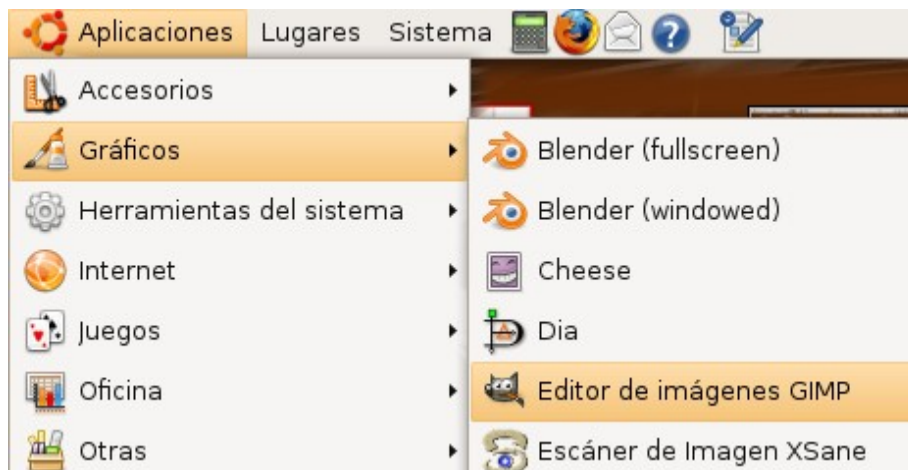 Aplicaciones Lugares Sistema
Accesorios
Gráficos
Herramientas del sistema
Internet
Juegos
Oficina
Otras
Blender (fullscreen)
Blender (windowed)
Cheese
Dia
Editor de imágenes GIMP
Escáner de Imagen XSane